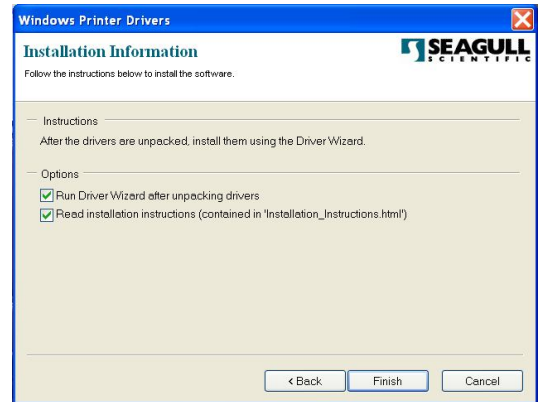 Windows Printer Drivers
Installation Information
SEAGULL
SCIENTIFIC
Follow the instructions below to install the software.
Instructions
After the drivers are unpacked, install them using the Driver Wizard.
Options
Run Driver Wizard after unpacking drivers
Read installation instructions (contained in 'Installation_Instructions.html')
< Back
Finish
Cancel